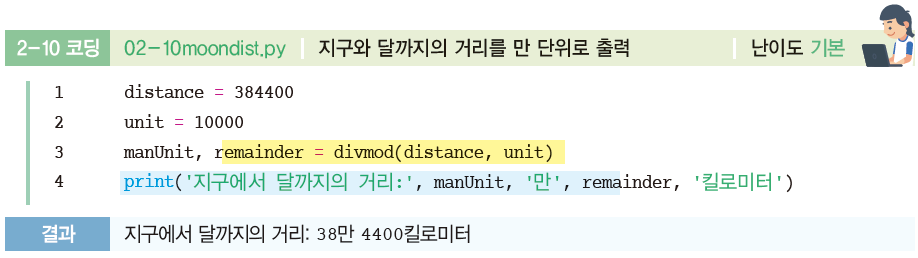 2-10 코딩 02-10moondist.py 지구와 달까지의 거리를 만 단위로 출력 난이도 기본
1 distance = 384400
2 unit = 10000
3 manUnit, remainder = divmod(distance, unit)
4 print('지구에서 달까지의 거리:', manUnit, '만', remainder, '킬로미터')
결과 지구에서 달까지의 거리: 38만 4400킬로미터